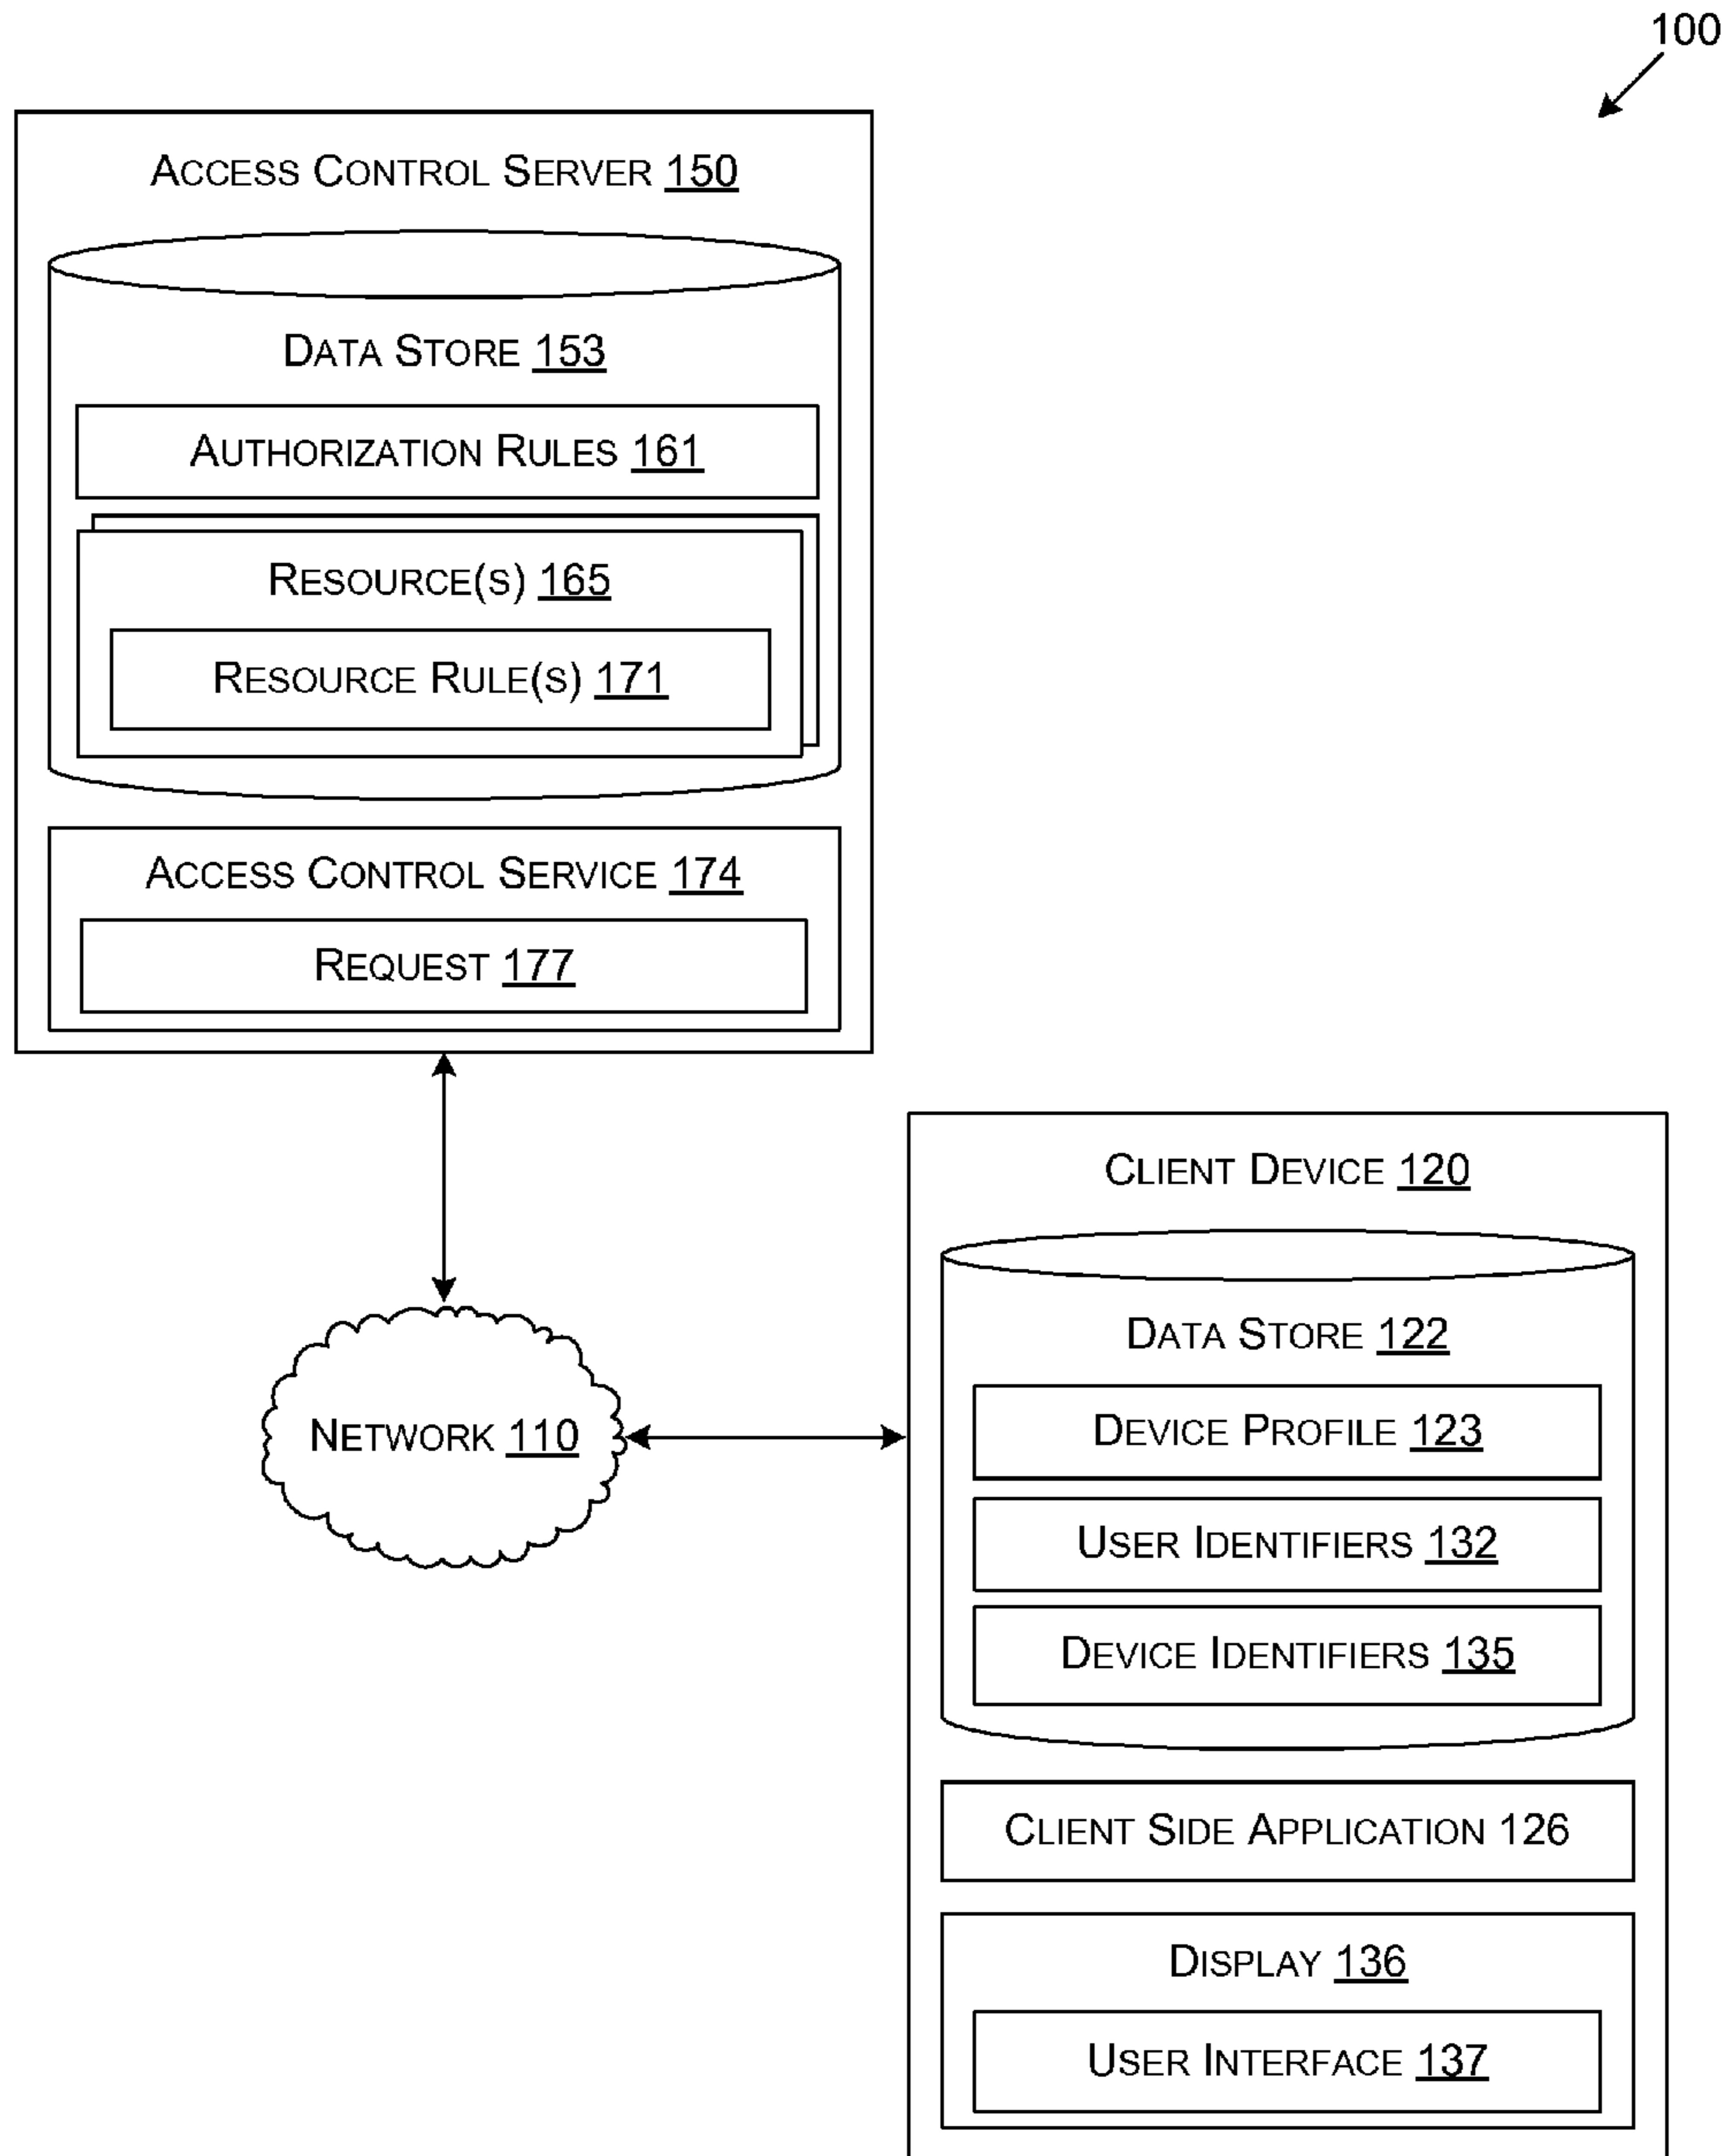 100
ACCESS CONTROL SERVER 150
DATA STORE 153
AUTHORIZATION RULES 161
RESOURCE(S) 165
RESOURCE RULE(S) 171
ACCESS CONTROL SERVICE 174
REQUEST 177
NETWORK 110
CLIENT DEVICE 120
DATA STORE 122
DEVICE PROFILE 123
USER IDENTIFIERS 132
DEVICE IDENTIFIERS 135
CLIENT SIDE APPLICATION 126
DISPLAY 136
USER INTERFACE 137